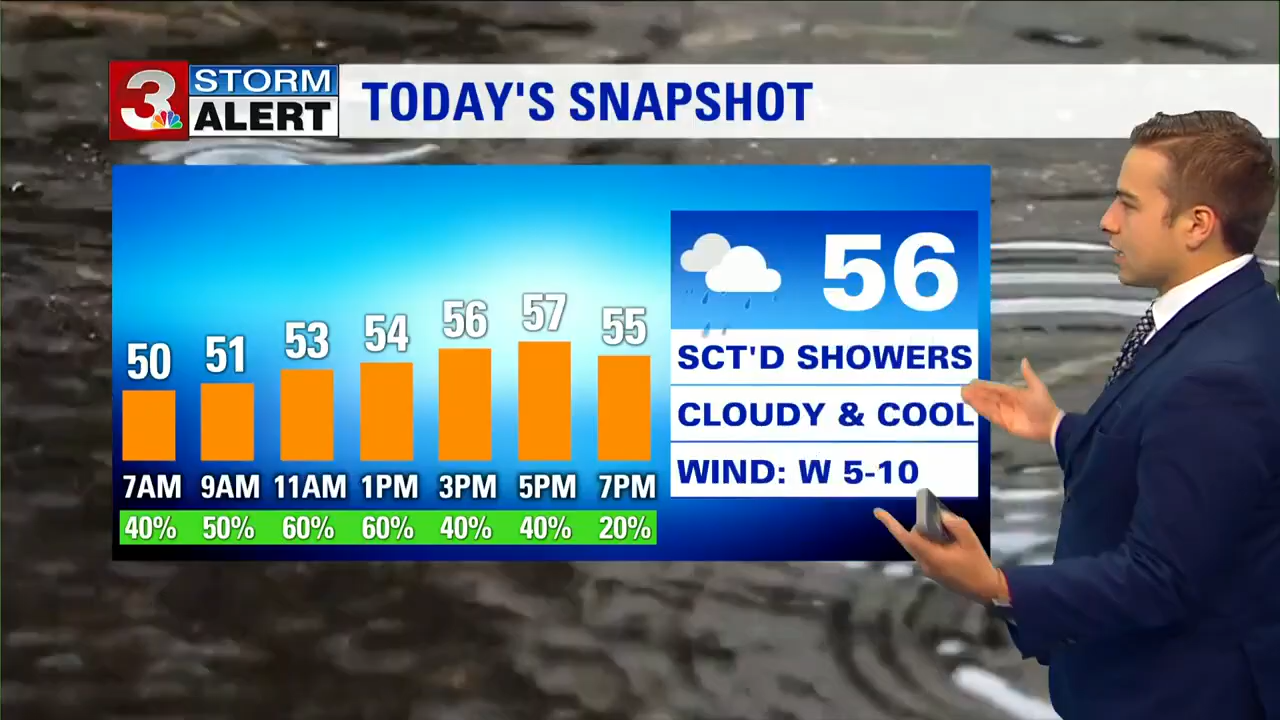 3 STORM ALERT
TODAY'S SNAPSHOT
50 51 53 54 56 57 55
7AM 9AM 11AM 1PM 3PM 5PM 7PM
40% 50% 60% 60% 40% 40% 20%
56
SCT'D SHOWERS
CLOUDY & COOL
WIND: W 5-10